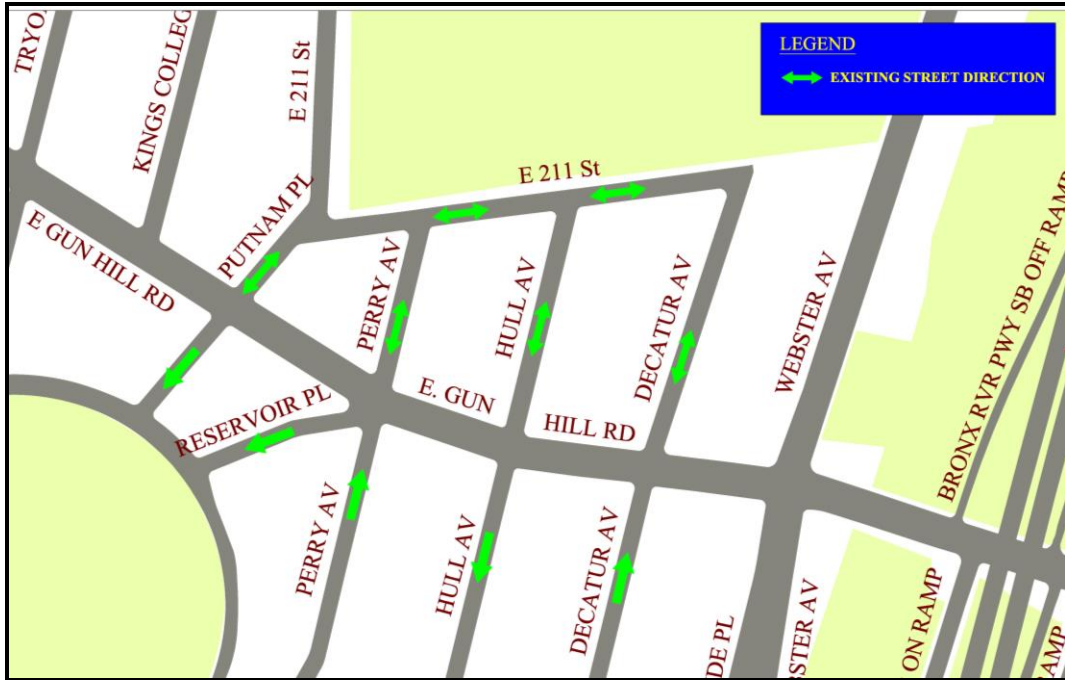 TRYON
KINGS COLLEG
E 211 St
LEGEND
EXISTING STREET DIRECTION
E 211 St
PUTNAM PL
E GUN HILL RD
PERRY AV
HULL AV
DECATUR AV
WEBSTER AV
BRONX RVR PWY SB OFF RAMP
RESERVOIR PL
E. GUN
HILL RD
PERRY AV
HULL AV
DECATUR AV
DE PL
STER AV
ON RAMP
RAMP